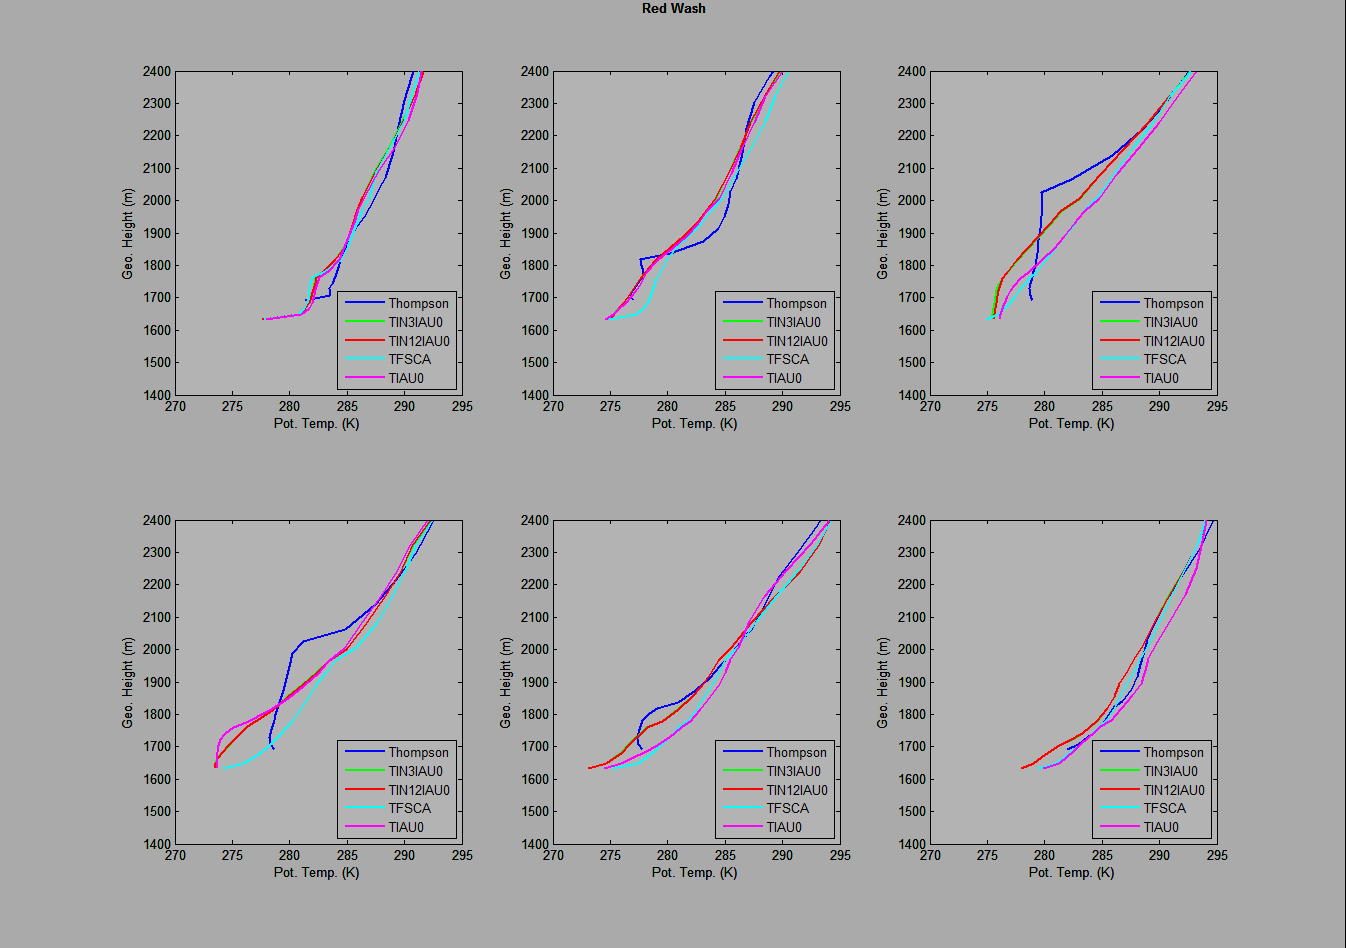 Red Wash
2400
2300
2200
2100
2000
1900
1800
1700
1600
1500
1400
Geo. Height (m)
270 275 280 285 290 295
Pot. Temp. (K)
Thompson
TIN3IAU0
TIN12IAU0
TFSCA
TIAU0
2400
2300
2200
2100
2000
1900
1800
1700
1600
1500
1400
Geo. Height (m)
270 275 280 285 290 295
Pot. Temp. (K)
Thompson
TIN3IAU0
TIN12IAU0
TFSCA
TIAU0
2400
2300
2200
2100
2000
1900
1800
1700
1600
1500
1400
Geo. Height (m)
270 275 280 285 290 295
Pot. Temp. (K)
Thompson
TIN3IAU0
TIN12IAU0
TFSCA
TIAU0
2400
2300
2200
2100
2000
1900
1800
1700
1600
1500
1400
Geo. Height (m)
270 275 280 285 290 295
Pot. Temp. (K)
Thompson
TIN3IAU0
TIN12IAU0
TFSCA
TIAU0
2400
2300
2200
2100
2000
1900
1800
1700
1600
1500
1400
Geo. Height (m)
270 275 280 285 290 295
Pot. Temp. (K)
Thompson
TIN3IAU0
TIN12IAU0
TFSCA
TIAU0
2400
2300
2200
2100
2000
1900
1800
1700
1600
1500
1400
Geo. Height (m)
270 275 280 285 290 295
Pot. Temp. (K)
Thompson
TIN3IAU0
TIN12IAU0
TFSCA
TIAU0